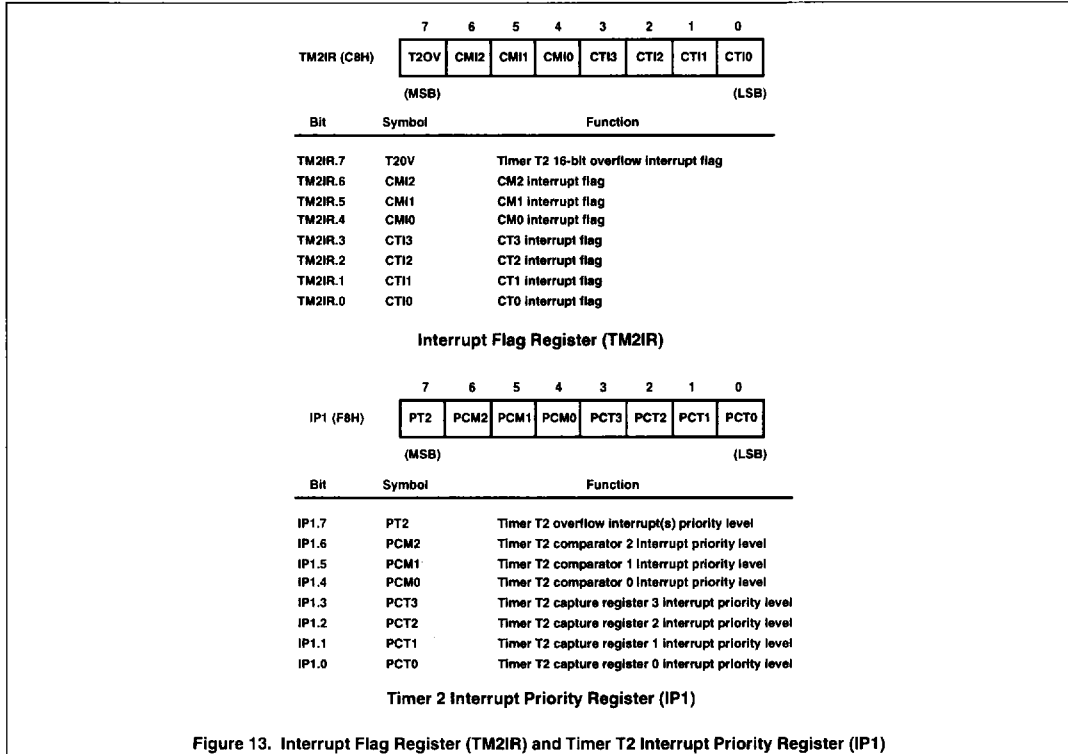 7 6 5 4 3 2 1 0
TM2IR (C8H) T2OV CMI2 CMI1 CMI0 CTI3 CTI2 CTI1 CTI0
(MSB) (LSB)
Bit Symbol Function
TM2IR.7 T20V Timer T2 16-bit overflow interrupt flag
TM2IR.6 CMI2 CM2 interrupt flag
TM2IR.5 CMI1 CM1 interrupt flag
TM2IR.4 CMI0 CM0 interrupt flag
TM2IR.3 CTI3 CT3 interrupt flag
TM2IR.2 CTI2 CT2 interrupt flag
TM2IR.1 CTI1 CT1 interrupt flag
TM2IR.0 CTI0 CT0 interrupt flag
Interrupt Flag Register (TM2IR)
7 6 5 4 3 2 1 0
IP1 (F8H) PT2 PCM2 PCM1 PCM0 PCT3 PCT2 PCT1 PCT0
(MSB) (LSB)
Bit Symbol Function
IP1.7 PT2 Timer T2 overflow interrupt(s) priority level
IP1.6 PCM2 Timer T2 comparator 2 interrupt priority level
IP1.5 PCM1 Timer T2 comparator 1 interrupt priority level
IP1.4 PCM0 Timer T2 comparator 0 interrupt priority level
IP1.3 PCT3 Timer T2 capture register 3 interrupt priority level
IP1.2 PCT2 Timer T2 capture register 2 interrupt priority level
IP1.1 PCT1 Timer T2 capture register 1 interrupt priority level
IP1.0 PCT0 Timer T2 capture register 0 interrupt priority level
Timer 2 Interrupt Priority Register (IP1)
Figure 13. Interrupt Flag Register (TM2IR) and Timer T2 Interrupt Priority Register (IP1)